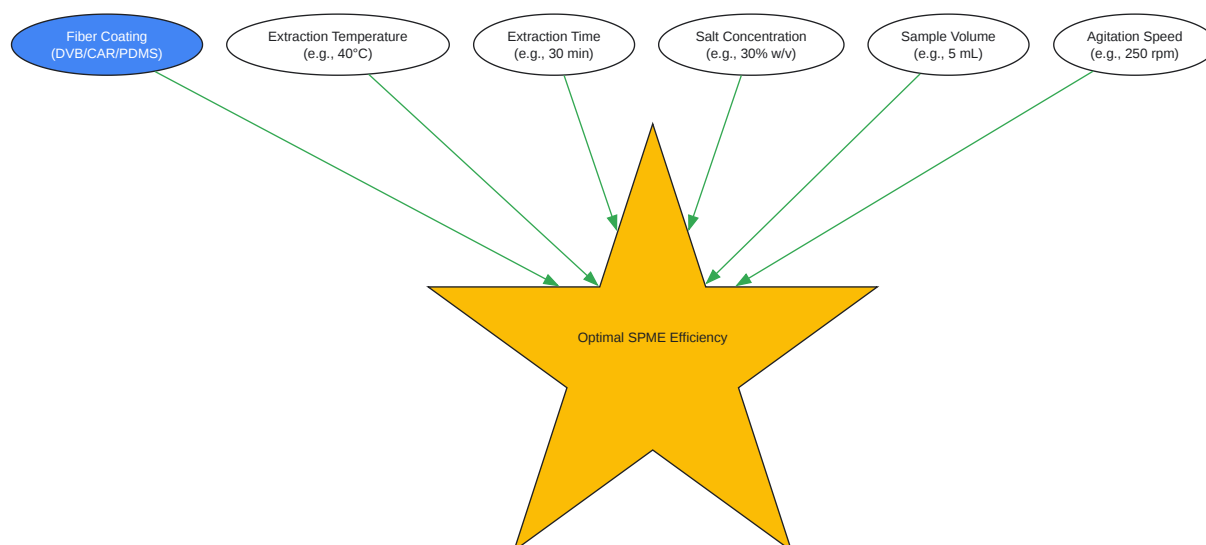 Fiber Coating
(DVB/CAR/PDMS)
Extraction Temperature
(e.g., 40°C)
Extraction Time
(e.g., 30 min)
Salt Concentration
(e.g., 30% w/v)
Sample Volume
(e.g., 5 mL)
Agitation Speed
(e.g., 250 rpm)
Optimal SPME Efficiency